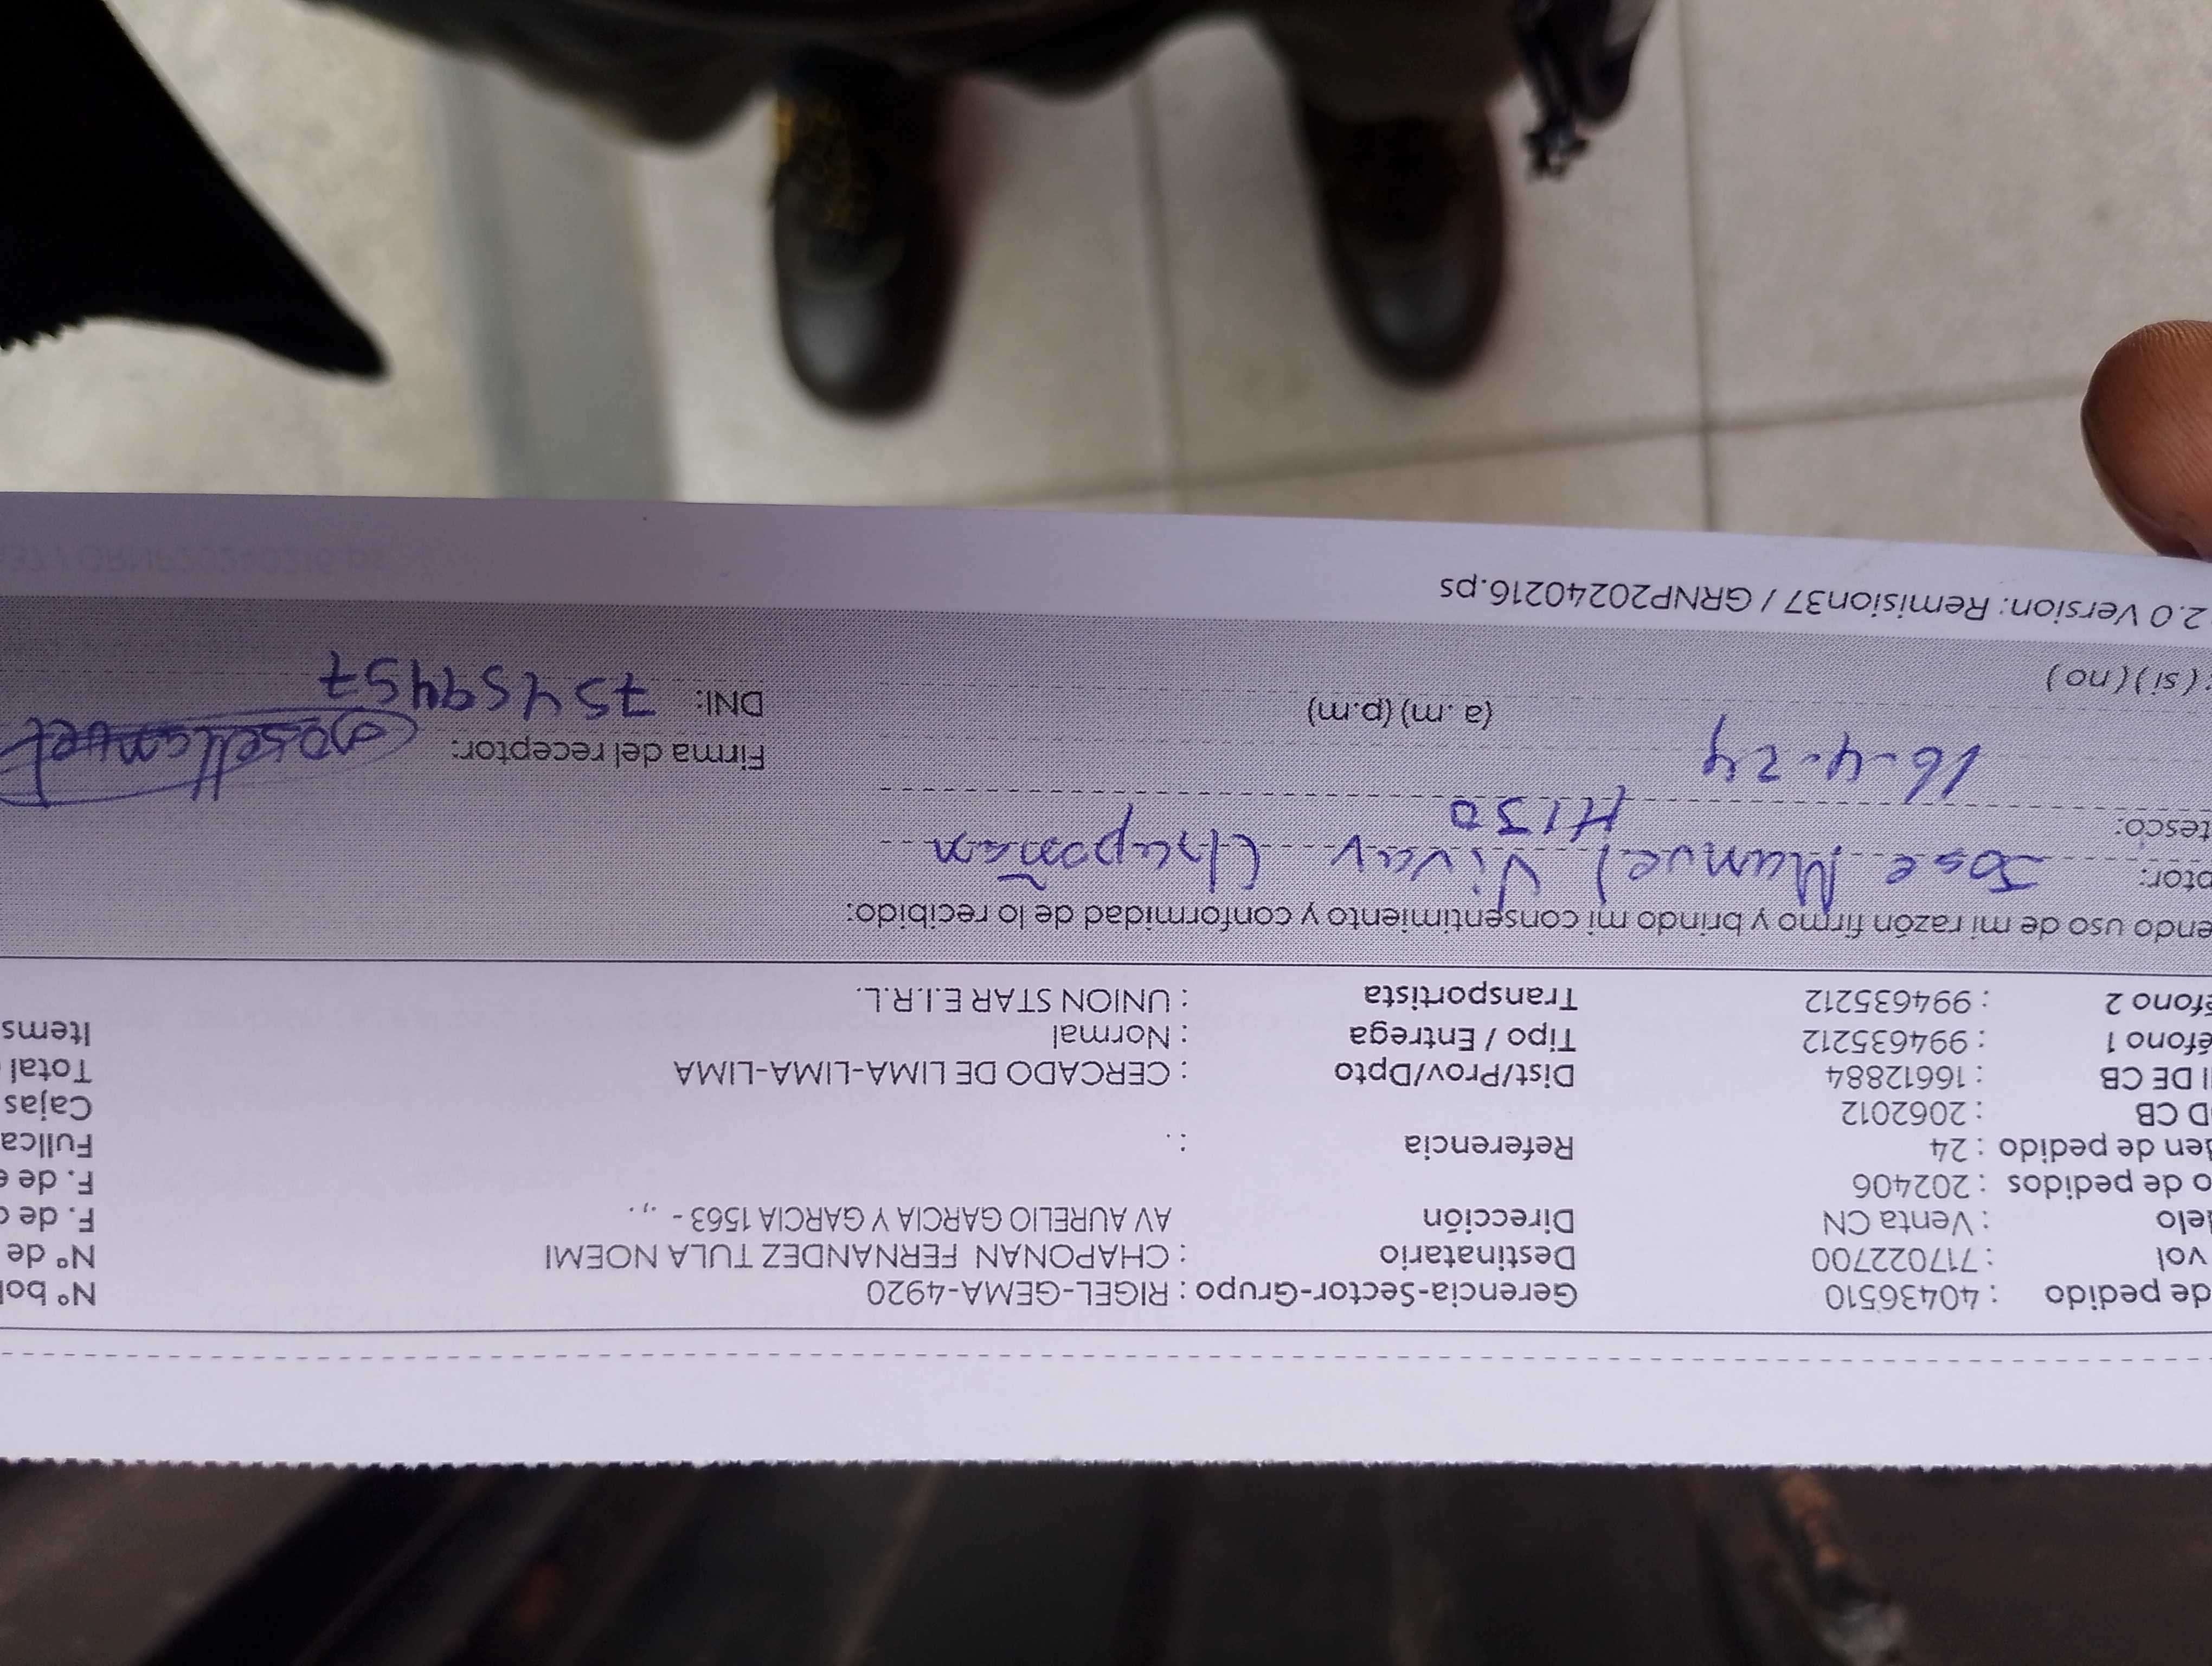 de pedido : 40436510 Gerencia-Sector-Grupo : RIGEL-GEMA-4920 N° bol
vol : 717022700 Destinatario : CHAPONAN FERNANDEZ TULA NOEMI N° de
delo : Venta CN Dirección AV AURELIO GARCIA Y GARCIA 1563 - .,.
o de pedidos : 202406 F. de
den de pedido : 24 Referencia : . F. de e
D CB : 2062012 Fullca
I DE CB : 16612884 Dist/Prov/Dpto : CERCADO DE LIMA-LIMA-LIMA Cajas
éfono 1 : 994635212 Tipo / Entrega : Normal Total
éfono 2 : 994635212 Transportista : UNION STAR E.I.R.L. Items
endo uso de mi razón firmo y brindo mi consentimiento y conformidad de lo recibido:
ptor: Jose Manuel Vivar Chapoñan
tesco: HIJO
16-4-24 (a.m) (p.m) Firma del receptor: JoseManuel
: (si) (no) DNI: 75459457
2.0 Version: Remision37 / GRNP20240216.ps